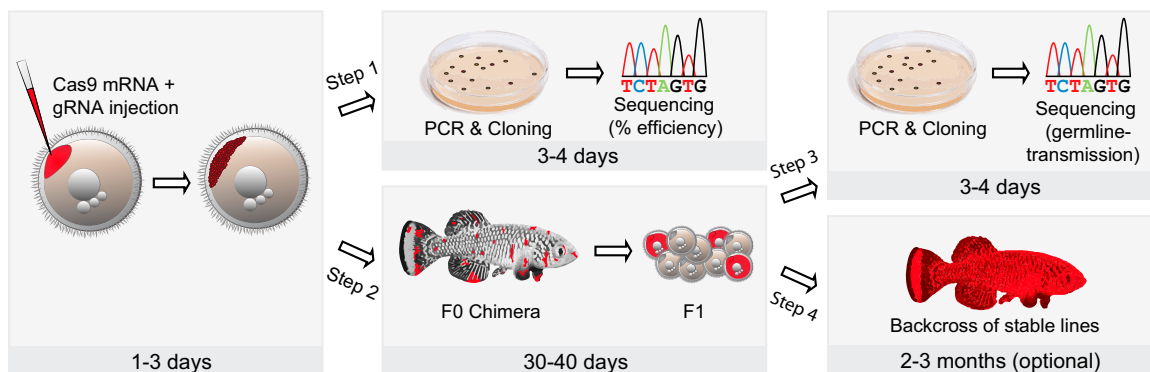 Cas9 mRNA +
gRNA injection
1-3 days
Step 1
PCR & Cloning
TCTAGTG
Sequencing
(% efficiency)
3-4 days
Step 2
F0 Chimera
F1
30-40 days
Step 3
PCR & Cloning
TCTAGTG
Sequencing
(germline-
transmission)
3-4 days
Step 4
Backcross of stable lines
2-3 months (optional)